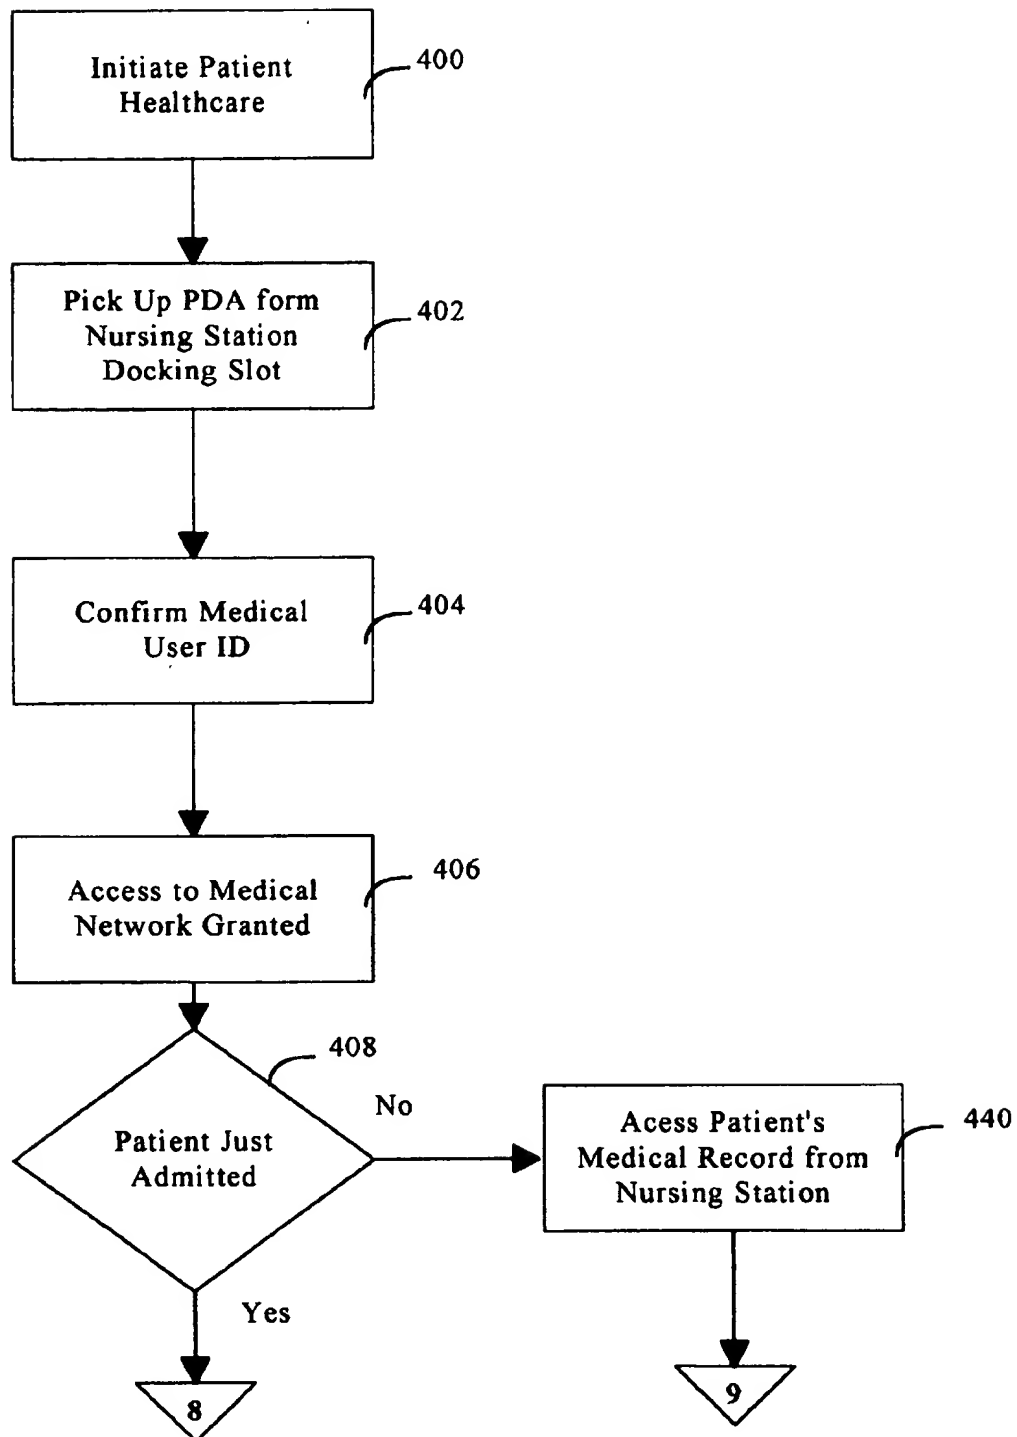 Initiate Patient
Healthcare
400
Pick Up PDA form
Nursing Station
Docking Slot
402
Confirm Medical
User ID
404
Access to Medical
Network Granted
406
408
Patient Just
Admitted
No
Acess Patient's
Medical Record from
Nursing Station
440
Yes
8
9